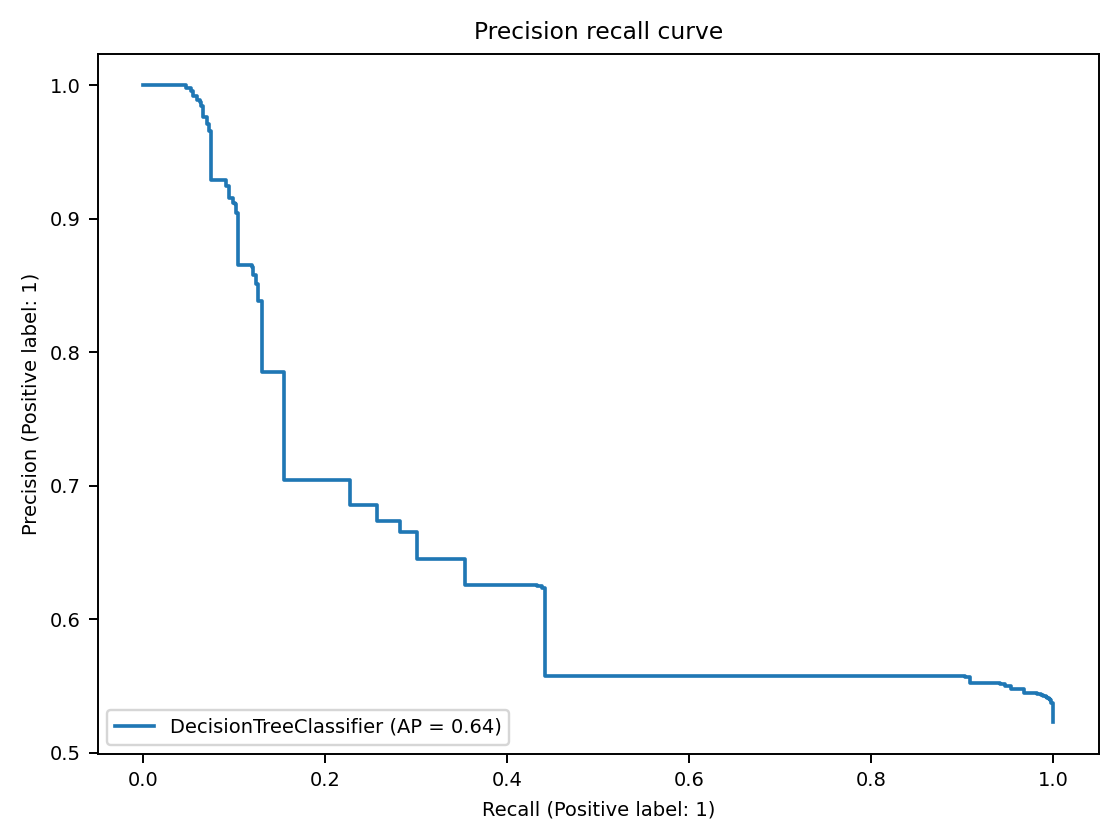 Precision recall curve
1.0
0.9
0.8
0.7
0.6
0.5
Precision (Positive label: 1)
DecisionTreeClassifier (AP = 0.64)
0.0 0.2 0.4 0.6 0.8 1.0
Recall (Positive label: 1)